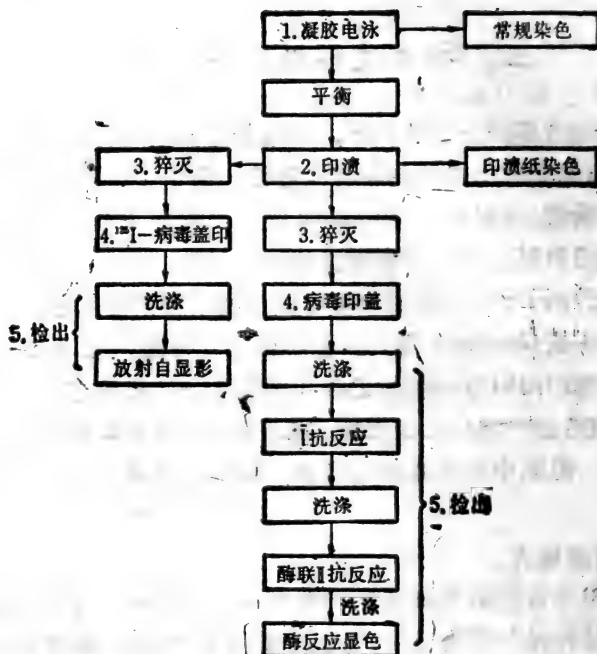 1.凝胶电泳
常规染色
平衡
3.猝灭
2.印渍
印渍纸染色
4.¹²⁵I-病毒盖印
3.猝灭
洗涤
4.病毒印盖
5.检出
放射自显影
洗涤
Ⅰ抗反应
洗涤
5.检出
酶联Ⅱ抗反应
洗涤
酶反应显色